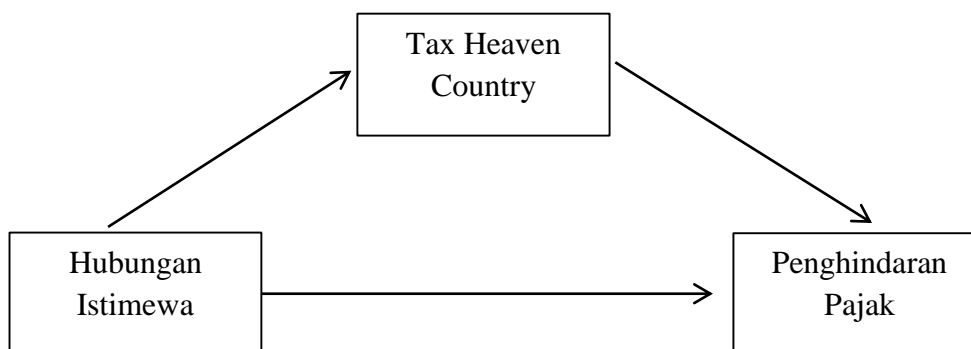 Tax Heaven
Country
Hubungan
Istimewa
Penghindaran
Pajak